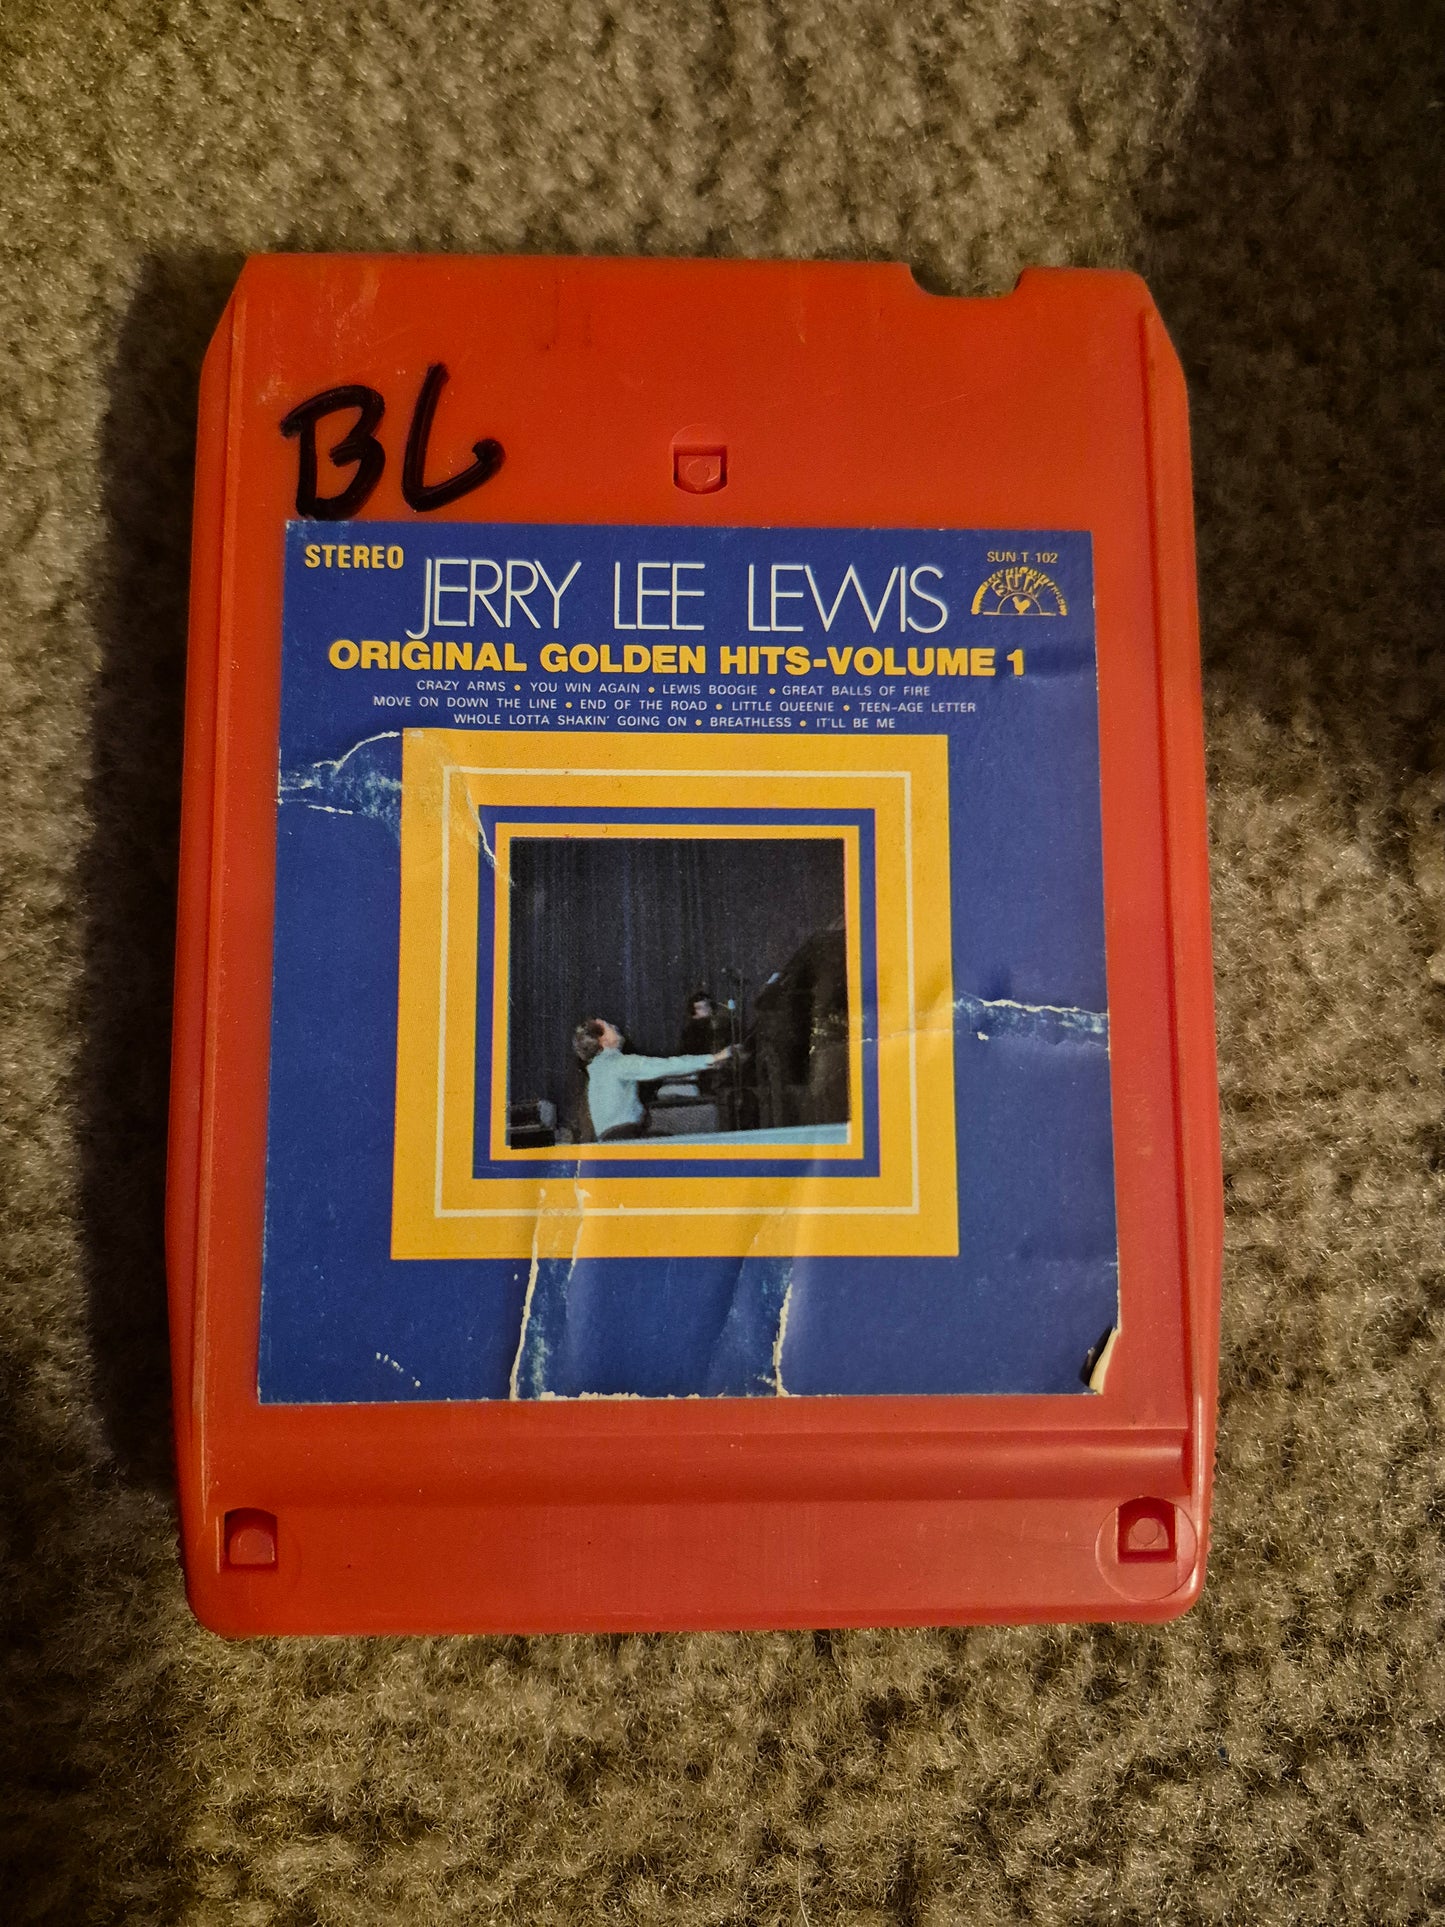 BL
STEREO
SUN-T-102
JERRY LEE LEWIS
SUN
ORIGINAL GOLDEN HITS-VOLUME 1
CRAZY ARMS • YOU WIN AGAIN • LEWIS BOOGIE • GREAT BALLS OF FIRE
MOVE ON DOWN THE LINE • END OF THE ROAD • LITTLE QUEENIE • TEEN-AGE LETTER
WHOLE LOTTA SHAKIN' GOING ON • BREATHLESS • IT'LL BE ME